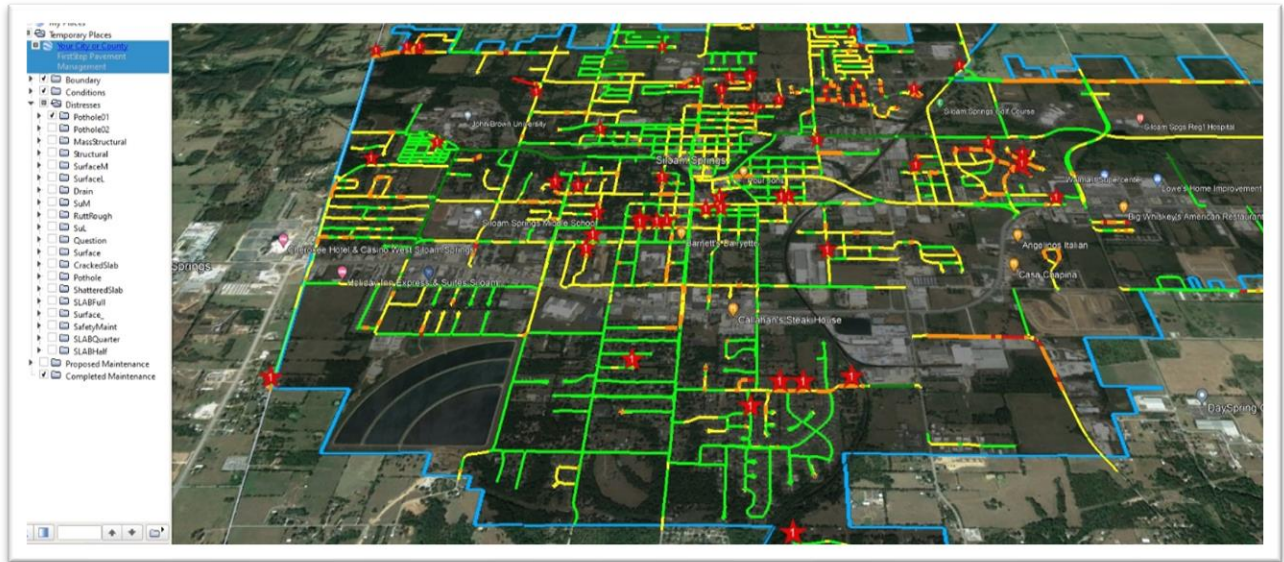 My Places
Temporary Places
Your City or County
FirstStep Pavement
Management
Boundary
Conditions
Distresses
Pothole01
Pothole02
MassStructural
Structural
SurfaceM
SurfaceL
Drain
SuM
RuttRough
SuL
Question
Surface
CrackedSlab
Pothole
ShatteredSlab
SLABFull
Surface_
SafetyMaint
SLABQuarter
SLABHalf
Proposed Maintenance
Completed Maintenance
John Brown University
Siloam Springs Golf Course
Siloam Spgs Regl Hospital
Siloam Springs
Walmart Supercenter
Lowe's Home Improvement
Big Whiskey's American Restaurant
Siloam Springs Middle School
Barnett's Dairyette
Cherokee Hotel & Casino West Siloam Springs
Angelinos Italian
Springs
Casa Chapina
Holiday Inn Express & Suites Siloam
Callahan's Steak House
DaySpring
1
1